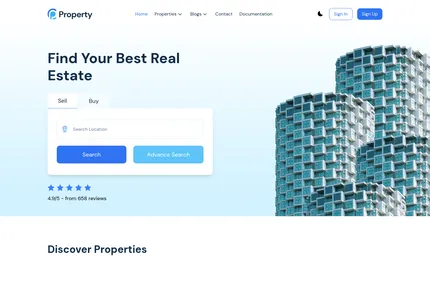 Property
Home Properties Blogs Contact Documentation
Sign In Sign Up
Find Your Best Real
Estate
Sell Buy
Search Location
Search Advance Search
4.9/5 - from 658 reviews
Discover Properties